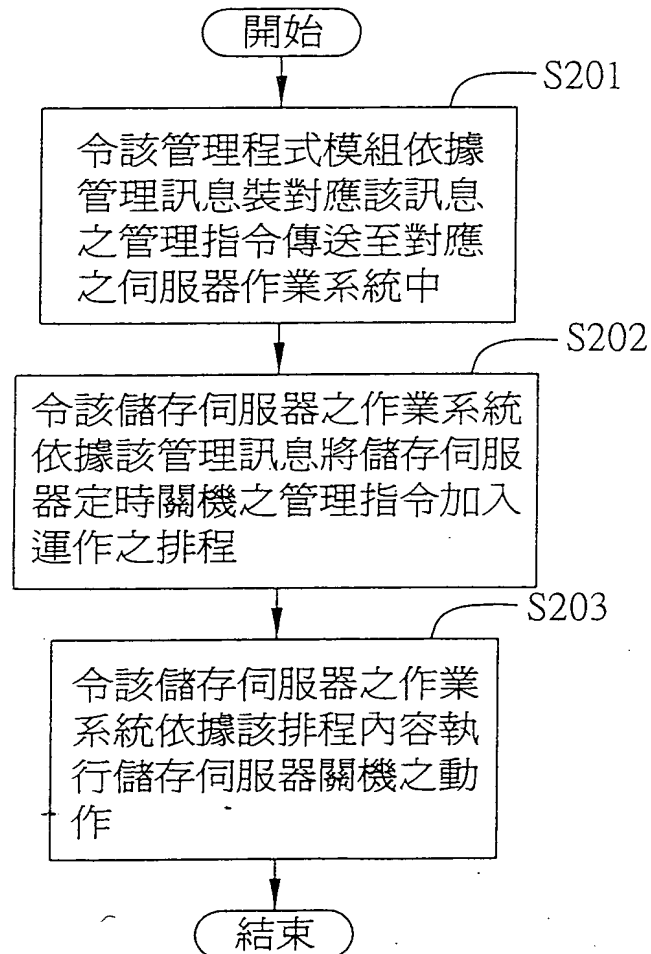 開始
S201
令該管理程式模組依據
管理訊息裝對應該訊息
之管理指令傳送至對應
之伺服器作業系統中
S202
令該儲存伺服器之作業系統
依據該管理訊息將儲存伺服
器定時關機之管理指令加入
運作之排程
S203
令該儲存伺服器之作業
系統依據該排程內容執
行儲存伺服器關機之動
作
結束